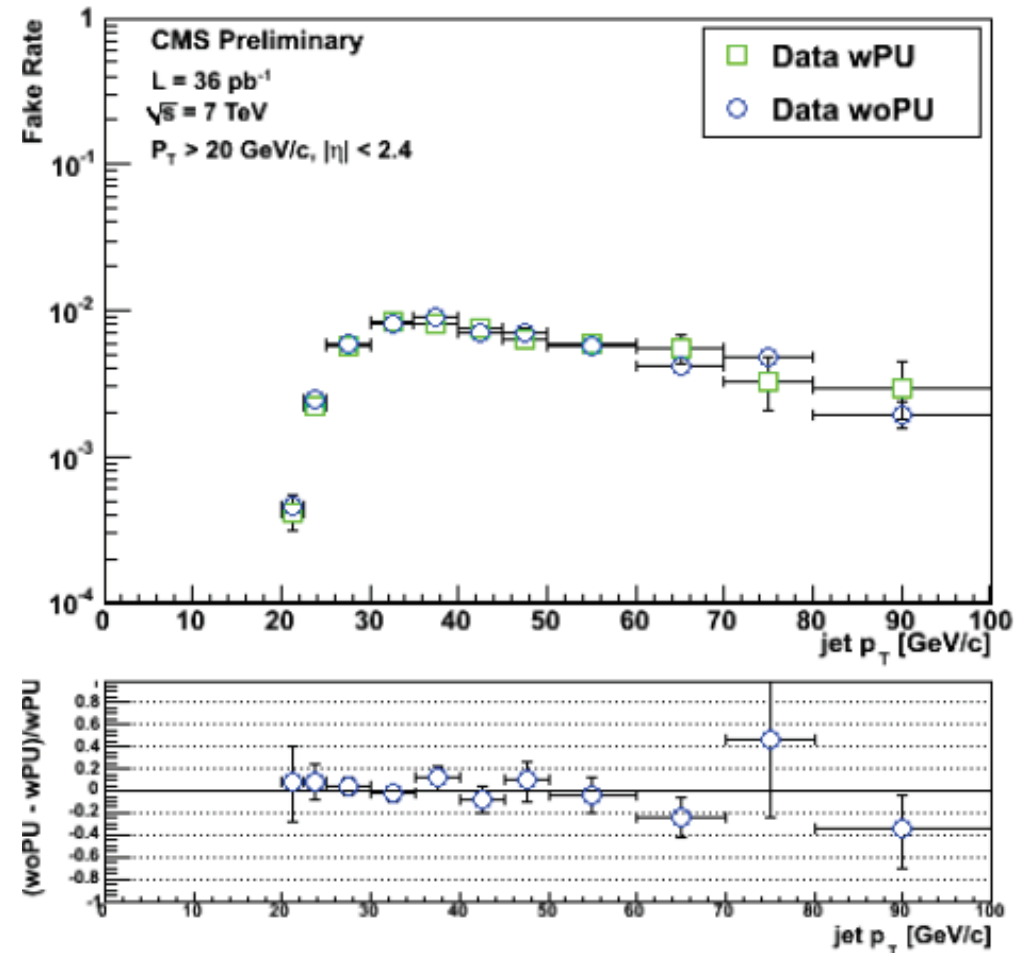 Fake Rate
1
10⁻¹
10⁻²
10⁻³
10⁻⁴
CMS Preliminary
L = 36 pb⁻¹
√s = 7 TeV
P_T > 20 GeV/c, |η| < 2.4
Data wPU
Data woPU
0 10 20 30 40 50 60 70 80 90 100
jet p_T [GeV/c]
(woPU - wPU)/wPU
1
0.8
0.6
0.4
0.2
0
-0.2
-0.4
-0.6
-0.8
-1
0 10 20 30 40 50 60 70 80 90 100
jet p_T [GeV/c]